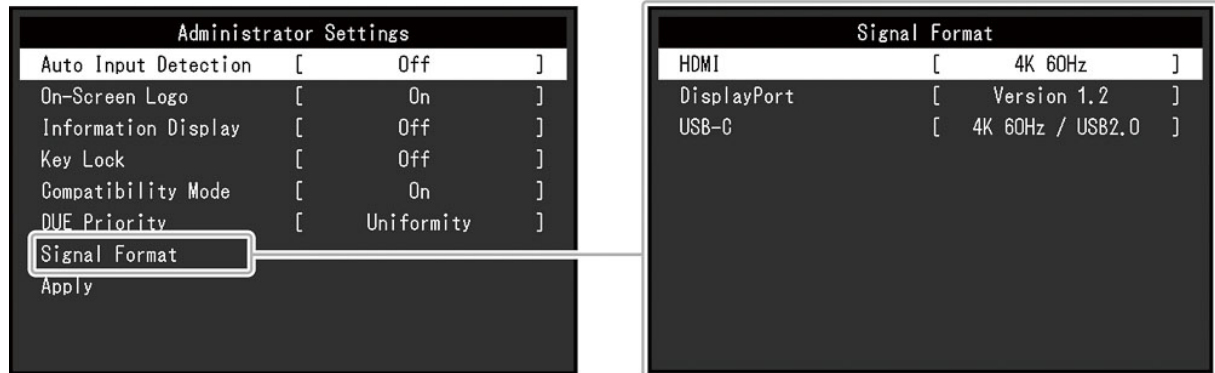 Administrator Settings
Auto Input Detection [ Off ]
On-Screen Logo [ On ]
Information Display [ Off ]
Key Lock [ Off ]
Compatibility Mode [ On ]
DUE Priority [ Uniformity ]
Signal Format
Apply
Signal Format
HDMI [ 4K 60Hz ]
DisplayPort [ Version 1.2 ]
USB-C [ 4K 60Hz / USB2.0 ]